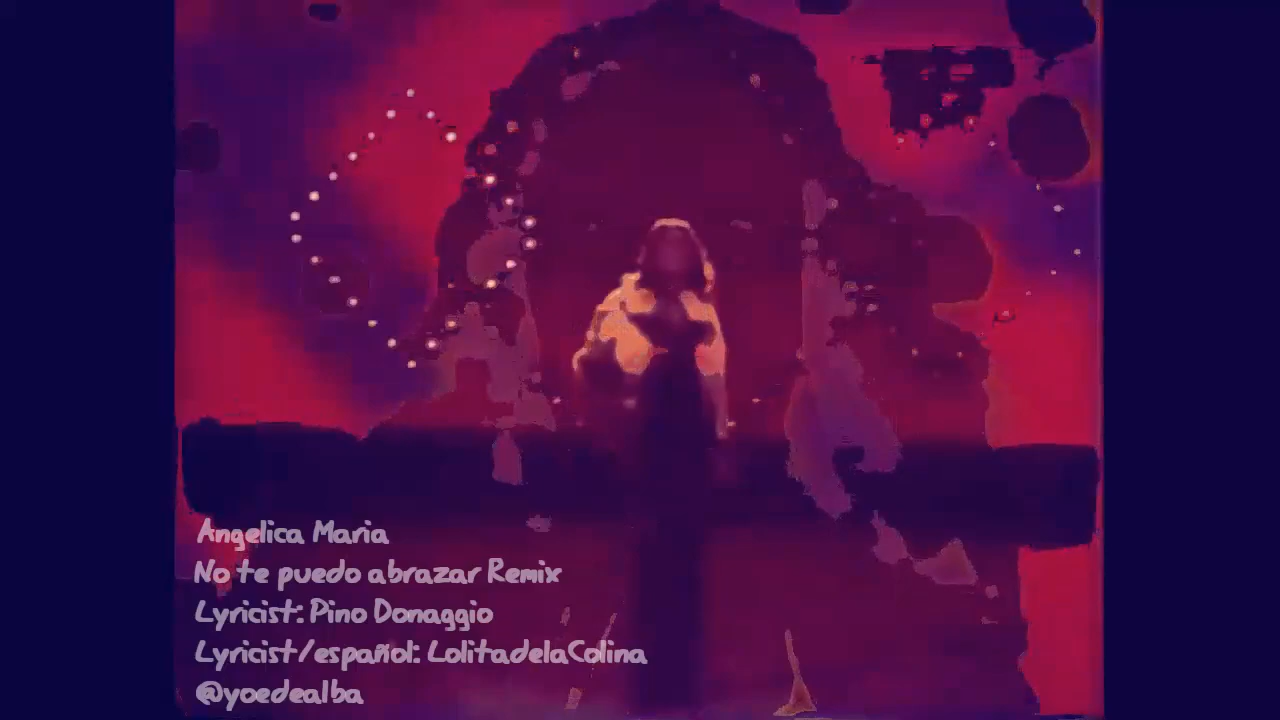 Angelica Maria
No te puedo abrazar Remix
Lyricist: Pino Donaggio
Lyricist/español: LolitadelaColina
@yoedealba